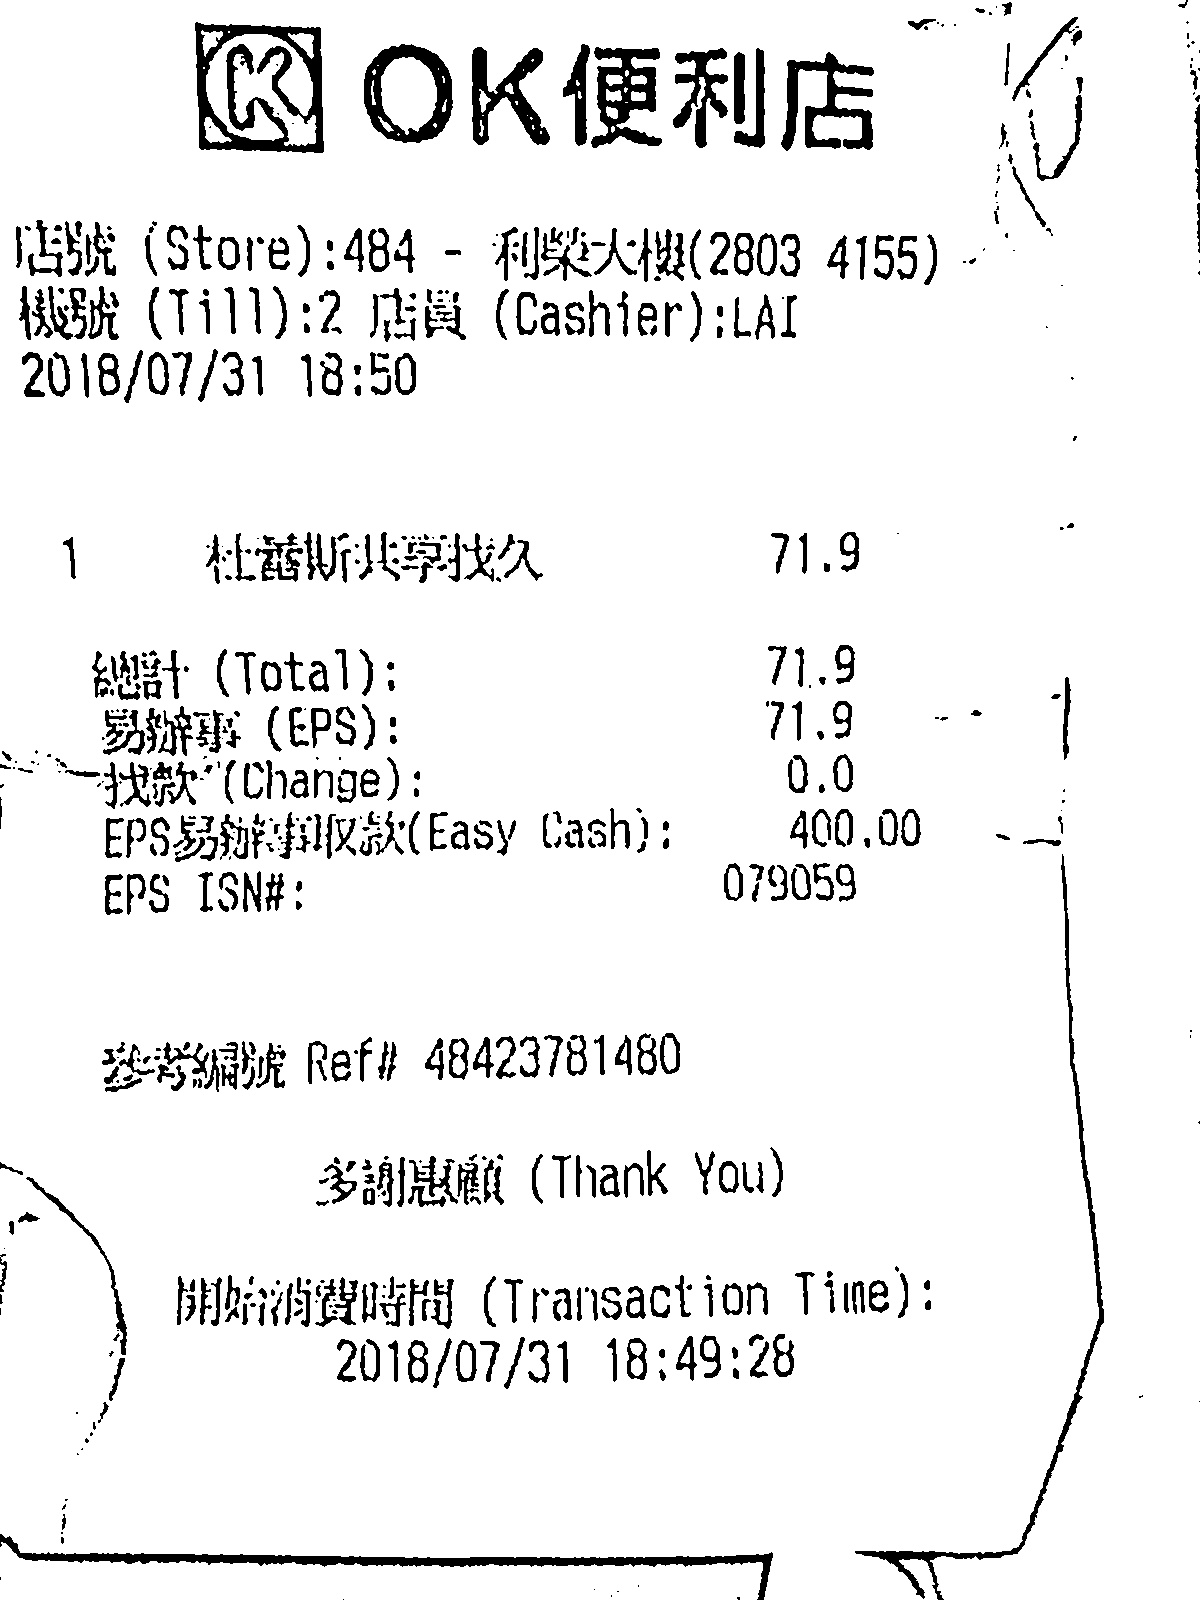 OK便利店
店號 (Store):484 - 利榮大樓(2803 4155)
機號 (Till):2 店員 (Cashier):LAI
2018/07/31 18:50
1 杜蕾斯共享持久 71.9
總計 (Total): 71.9
易辦事 (EPS): 71.9
找款 (Change): 0.0
EPS易辦事收款(Easy Cash): 400.00
EPS ISN#: 079059
參考編號 Ref# 48423781480
多謝惠顧 (Thank You)
開始消費時間 (Transaction Time):
2018/07/31 18:49:28